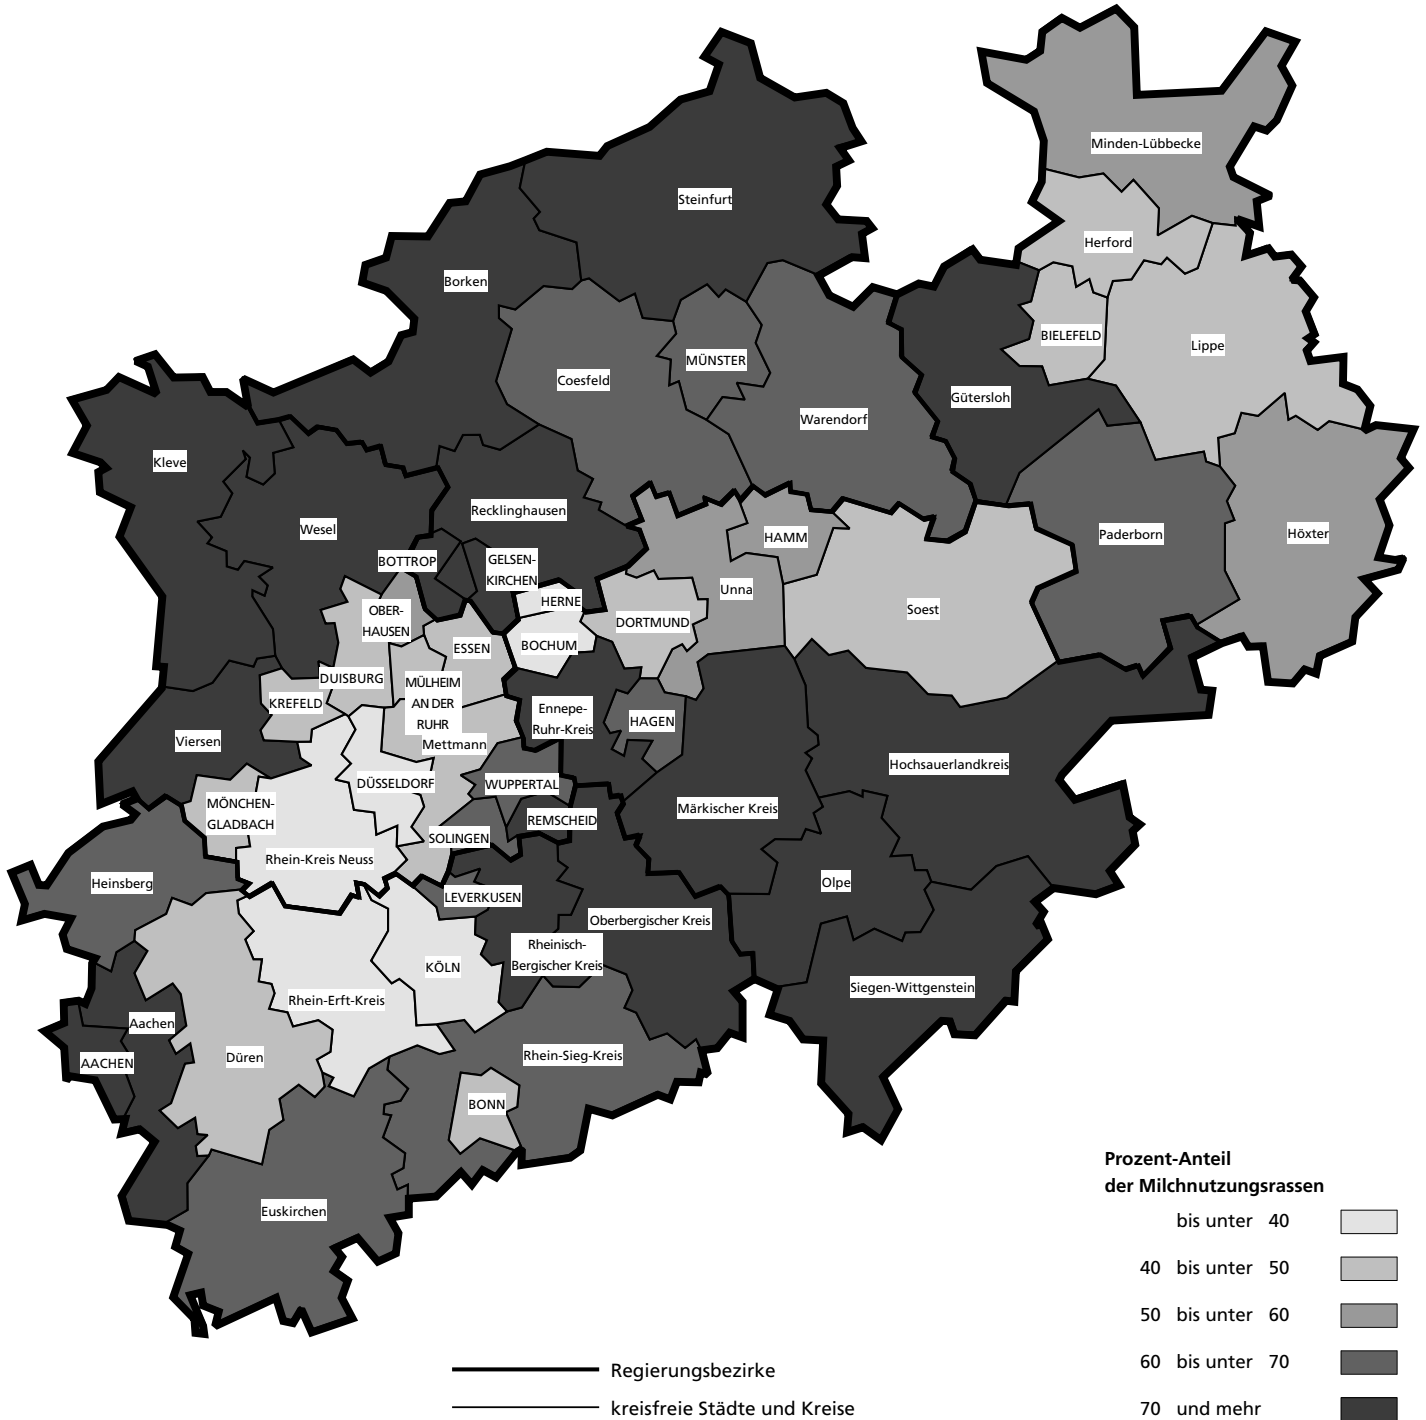 Minden-Lübbecke
Steinfurt
Herford
Borken
BIELEFELD
Lippe
MÜNSTER
Coesfeld
Gütersloh
Warendorf
Kleve
Recklinghausen
Wesel
HAMM
Paderborn
Höxter
BOTTROP
GELSEN-
KIRCHEN
Unna
HERNE
OBER-
HAUSEN
Soest
DORTMUND
BOCHUM
ESSEN
DUISBURG
MÜLHEIM
AN DER
RUHR
KREFELD
Ennepe-
Ruhr-Kreis
HAGEN
Viersen
Mettmann
Hochsauerlandkreis
DÜSSELDORF
WUPPERTAL
MÖNCHEN-
GLADBACH
Märkischer Kreis
REMSCHEID
SOLINGEN
Rhein-Kreis Neuss
Heinsberg
Olpe
LEVERKUSEN
Oberbergischer Kreis
Rheinisch-
Bergischer Kreis
KÖLN
Siegen-Wittgenstein
Rhein-Erft-Kreis
Aachen
Düren
Rhein-Sieg-Kreis
AACHEN
BONN
Euskirchen
Prozent-Anteil
der Milchnutzungsrassen
bis unter 40
40 bis unter 50
50 bis unter 60
60 bis unter 70
70 und mehr
Regierungsbezirke
kreisfreie Städte und Kreise